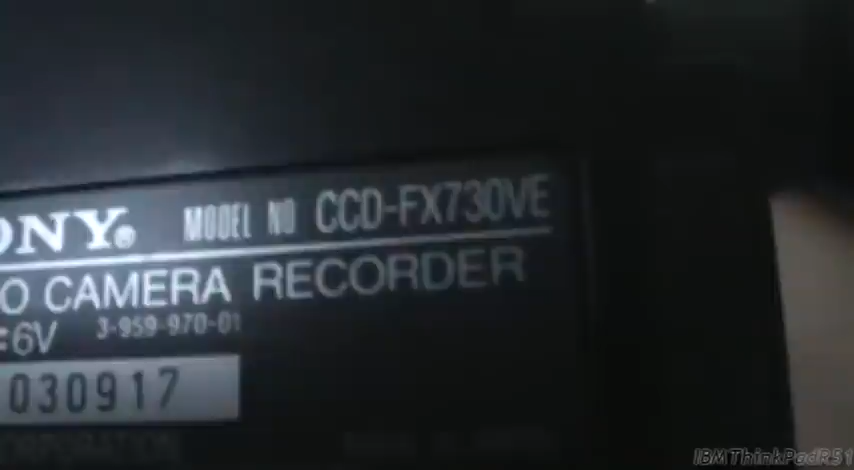 ONY® MODEL NO CCD-FX730VE
O CAMERA RECORDER
=6V 3-959-970-01
030917
IBMThinkPadR51